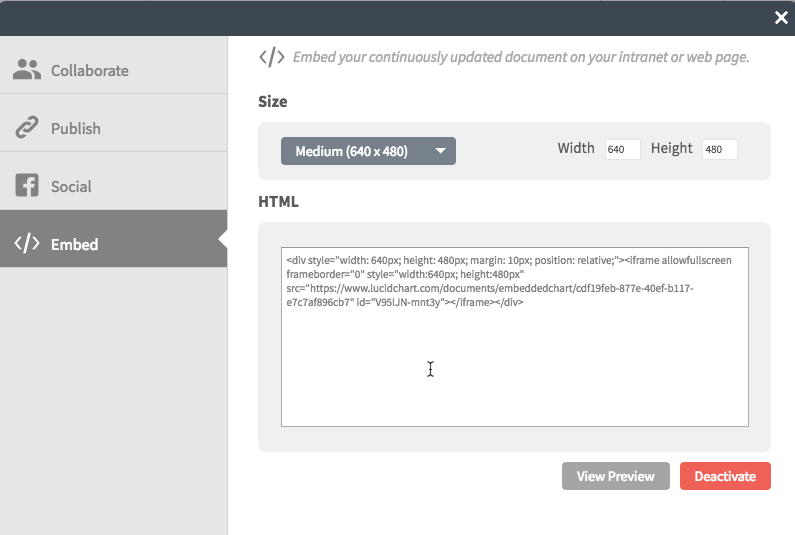 Collaborate
Publish
Social
Embed
</> Embed your continuously updated document on your intranet or web page.
Size
Medium (640 x 480)
Width 640 Height 480
HTML
<div style="width: 640px; height: 480px; margin: 10px; position: relative;"><iframe allowfullscreen
frameborder="0" style="width:640px; height:480px"
src="https://www.lucidchart.com/documents/embeddedchart/cdf19feb-877e-40ef-b117-
e7c7af896cb7" id="V95lJN-mnt3y"></iframe></div>
View Preview Deactivate